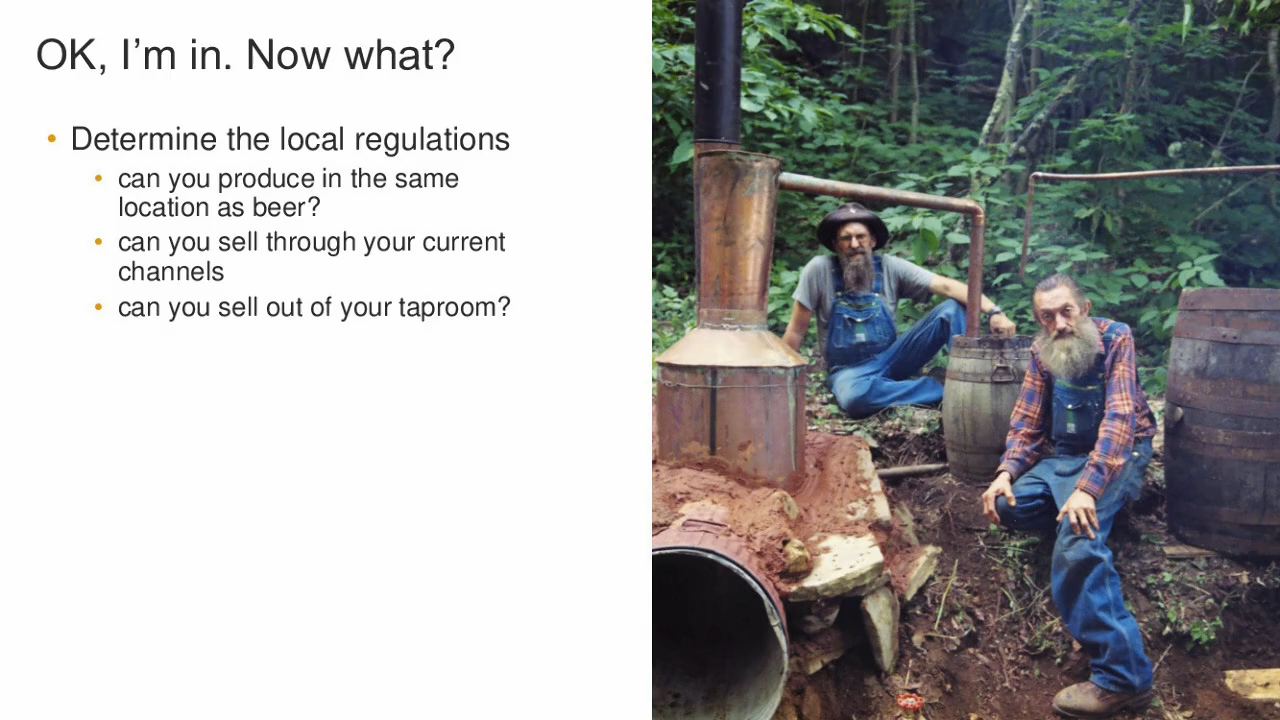 OK, I’m in. Now what?
• Determine the local regulations
• can you produce in the same
location as beer?
• can you sell through your current
channels
• can you sell out of your taproom?